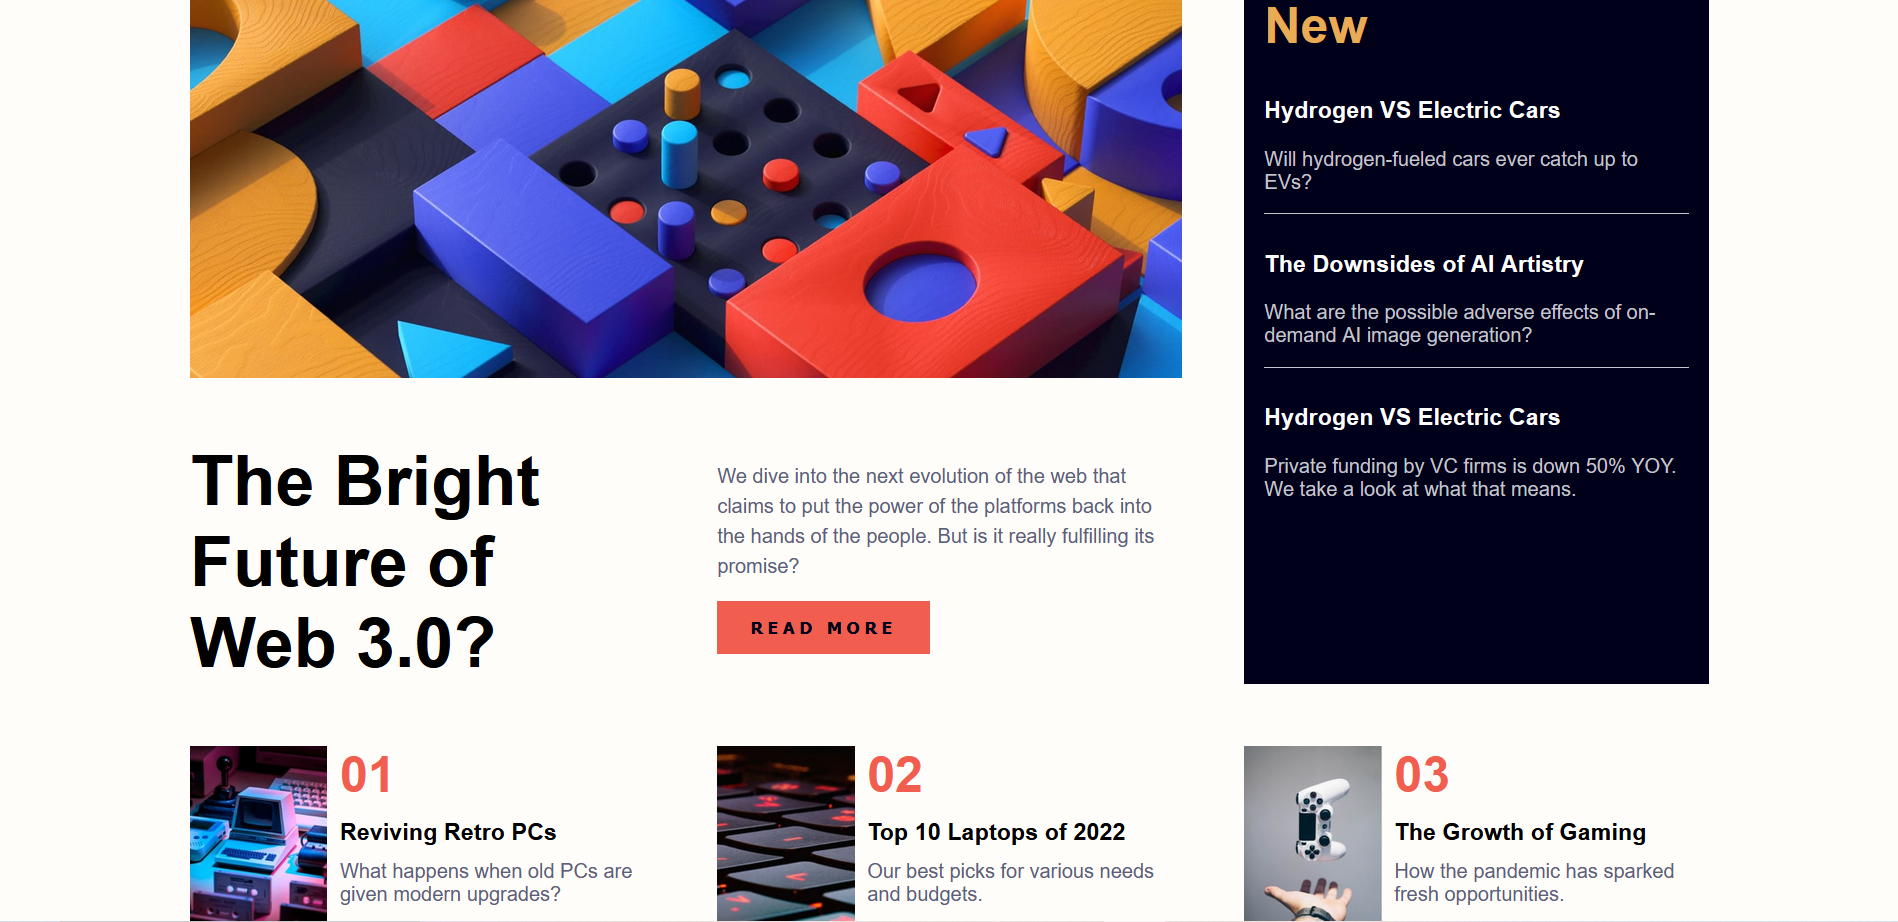 New
Hydrogen VS Electric Cars
Will hydrogen-fueled cars ever catch up to
EVs?
The Downsides of AI Artistry
What are the possible adverse effects of on-
demand AI image generation?
Hydrogen VS Electric Cars
Private funding by VC firms is down 50% YOY.
We take a look at what that means.
The Bright
Future of
Web 3.0?
We dive into the next evolution of the web that
claims to put the power of the platforms back into
the hands of the people. But is it really fulfilling its
promise?
READ MORE
01
Reviving Retro PCs
What happens when old PCs are
given modern upgrades?
02
Top 10 Laptops of 2022
Our best picks for various needs
and budgets.
03
The Growth of Gaming
How the pandemic has sparked
fresh opportunities.